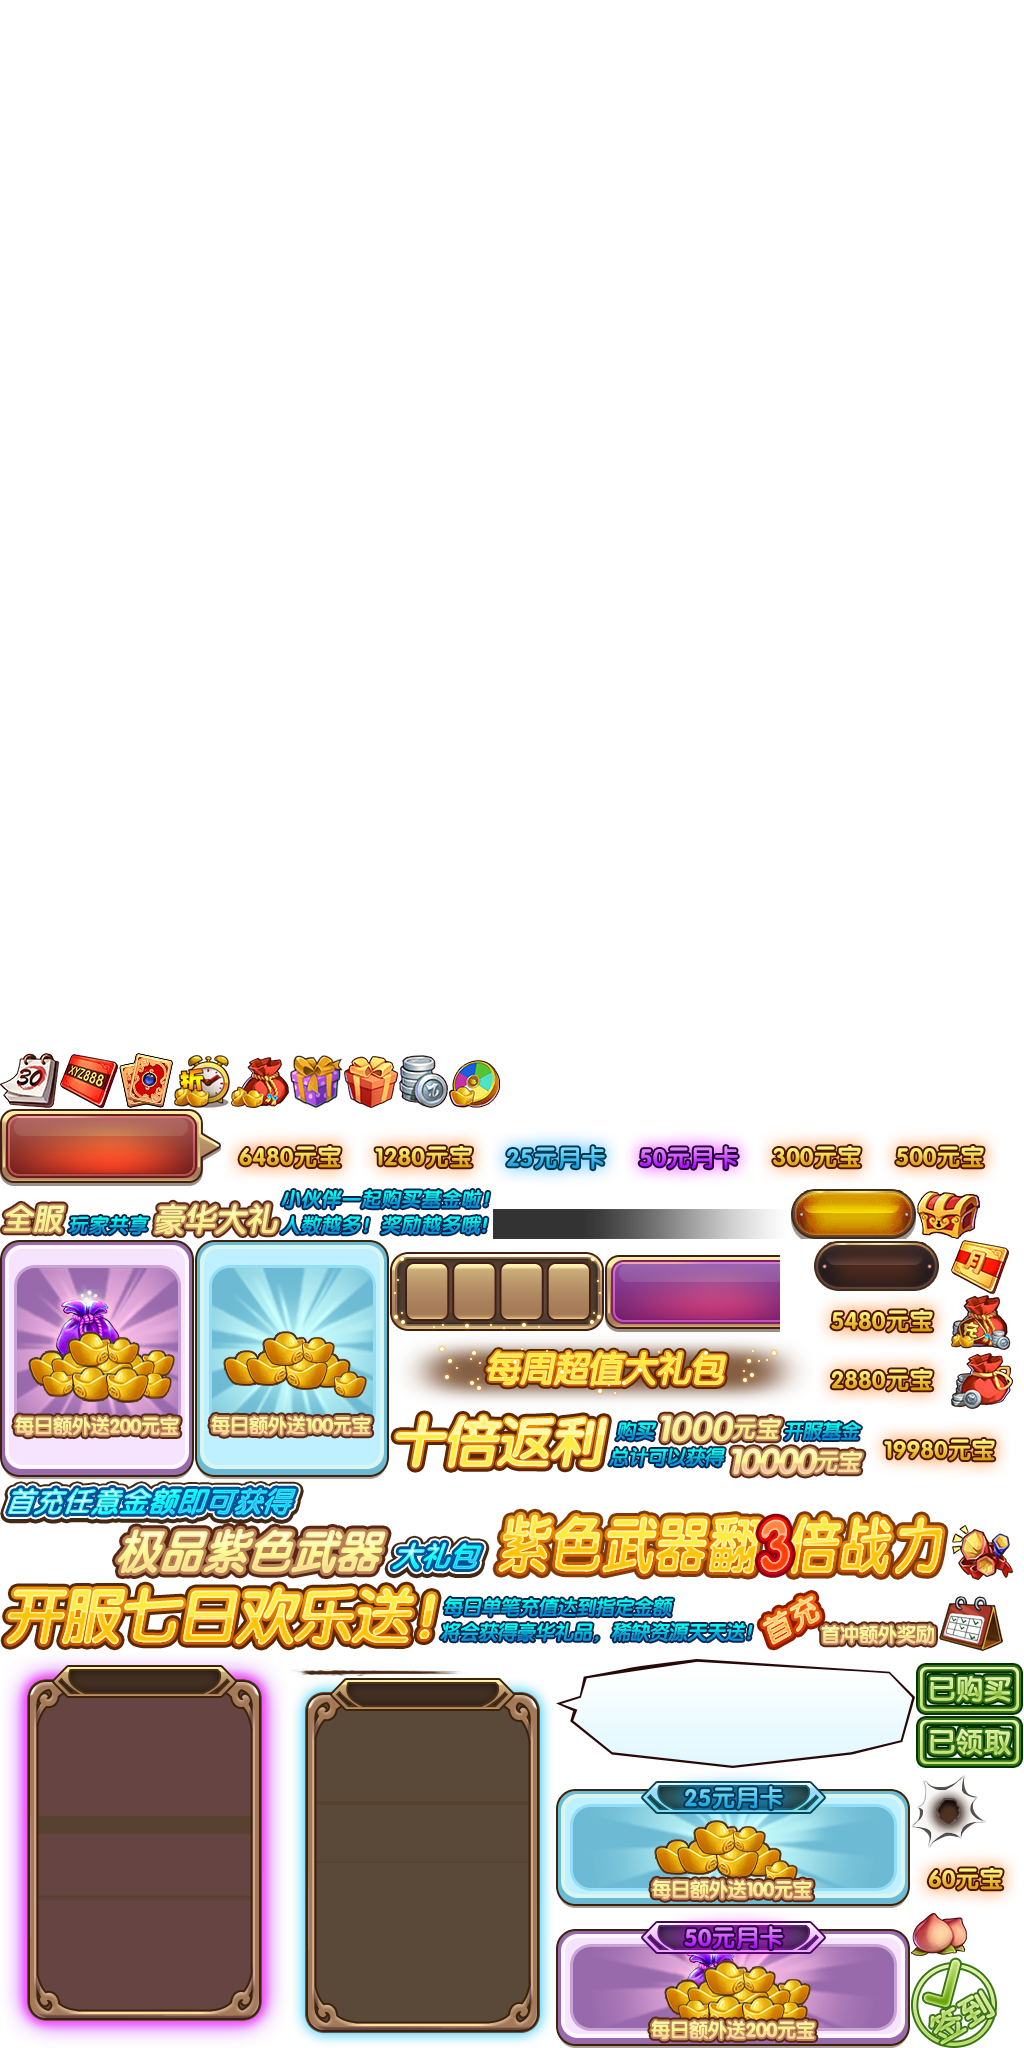 30
XYZ888
折
6480元宝
1280元宝
25元月卡
50元月卡
300元宝
500元宝
全服 玩家共享 豪华大礼
小伙伴一起购买基金啦!
人数越多!奖励越多哦!
月
5480元宝
定
2880元宝
每日额外送200元宝
每日额外送100元宝
每周超值大礼包
十倍返利
购买1000元宝开服基金
总计可以获得10000元宝
19980元宝
首充任意金额即可获得
极品紫色武器 大礼包
紫色武器翻3倍战力
开服七日欢乐送!
每日单笔充值达到指定金额
将会获得豪华礼品,稀缺资源天天送!
首充
首冲额外奖励
已购买
已领取
25元月卡
每日额外送100元宝
60元宝
50元月卡
每日额外送200元宝
签到